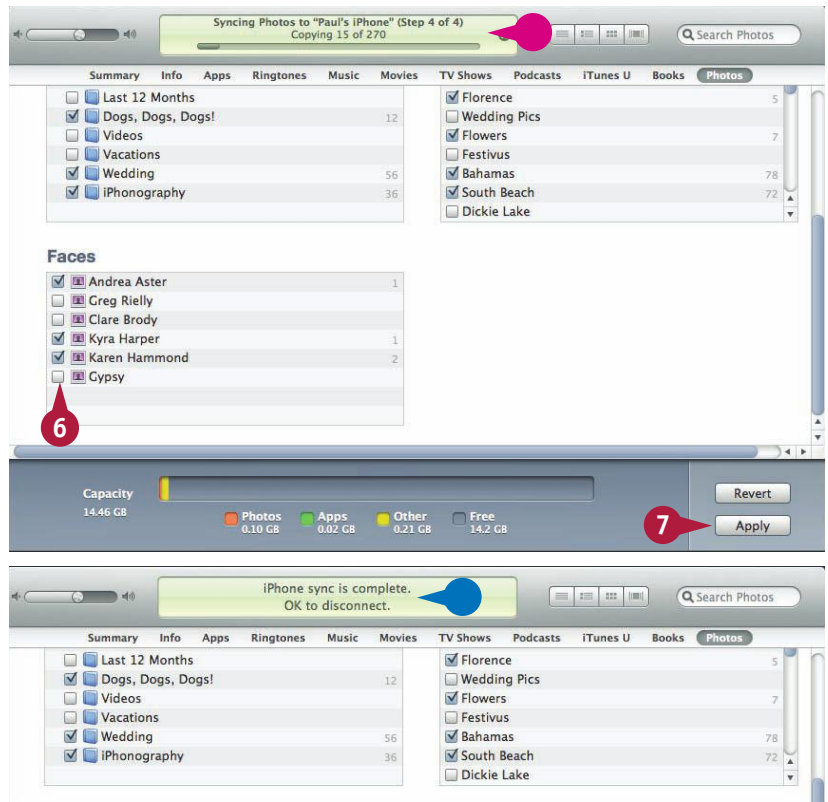 Syncing Photos to "Paul's iPhone" (Step 4 of 4)
Copying 15 of 270
Search Photos
Summary Info Apps Ringtones Music Movies TV Shows Podcasts iTunes U Books Photos
Last 12 Months
Dogs, Dogs, Dogs! 12
Videos
Vacations
Wedding 56
iPhonography 36
Florence 5
Wedding Pics
Flowers 7
Festivus
Bahamas 78
South Beach 72
Dickie Lake
Faces
Andrea Aster 1
Greg Rielly
Clare Brody
Kyra Harper 1
Karen Hammond 2
Gypsy
6
Capacity
14.46 GB
Photos
0.10 GB
Apps
0.02 GB
Other
0.21 GB
Free
14.2 GB
Revert
7
Apply
iPhone sync is complete.
OK to disconnect.
Search Photos
Summary Info Apps Ringtones Music Movies TV Shows Podcasts iTunes U Books Photos
Last 12 Months
Dogs, Dogs, Dogs! 12
Videos
Vacations
Wedding 56
iPhonography 36
Florence 5
Wedding Pics
Flowers 7
Festivus
Bahamas 78
South Beach 72
Dickie Lake